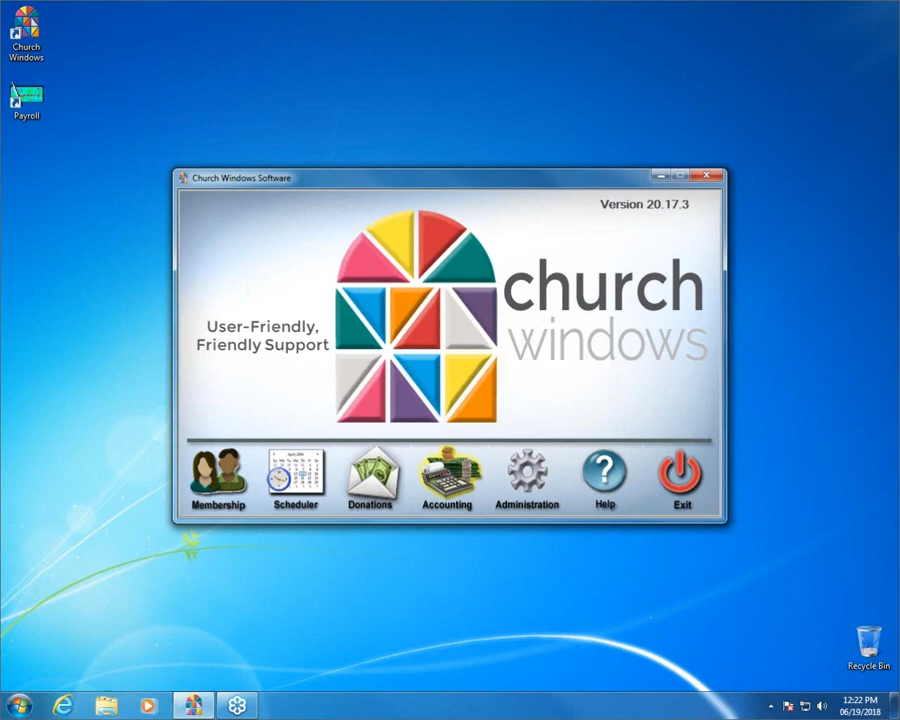 Church
Windows
Payroll
Church Windows Software
Version 20.17.3
User-Friendly,
Friendly Support
church
windows
Membership
Scheduler
Donations
Accounting
Administration
Help
Exit
Recycle Bin
12:22 PM
06/19/2018